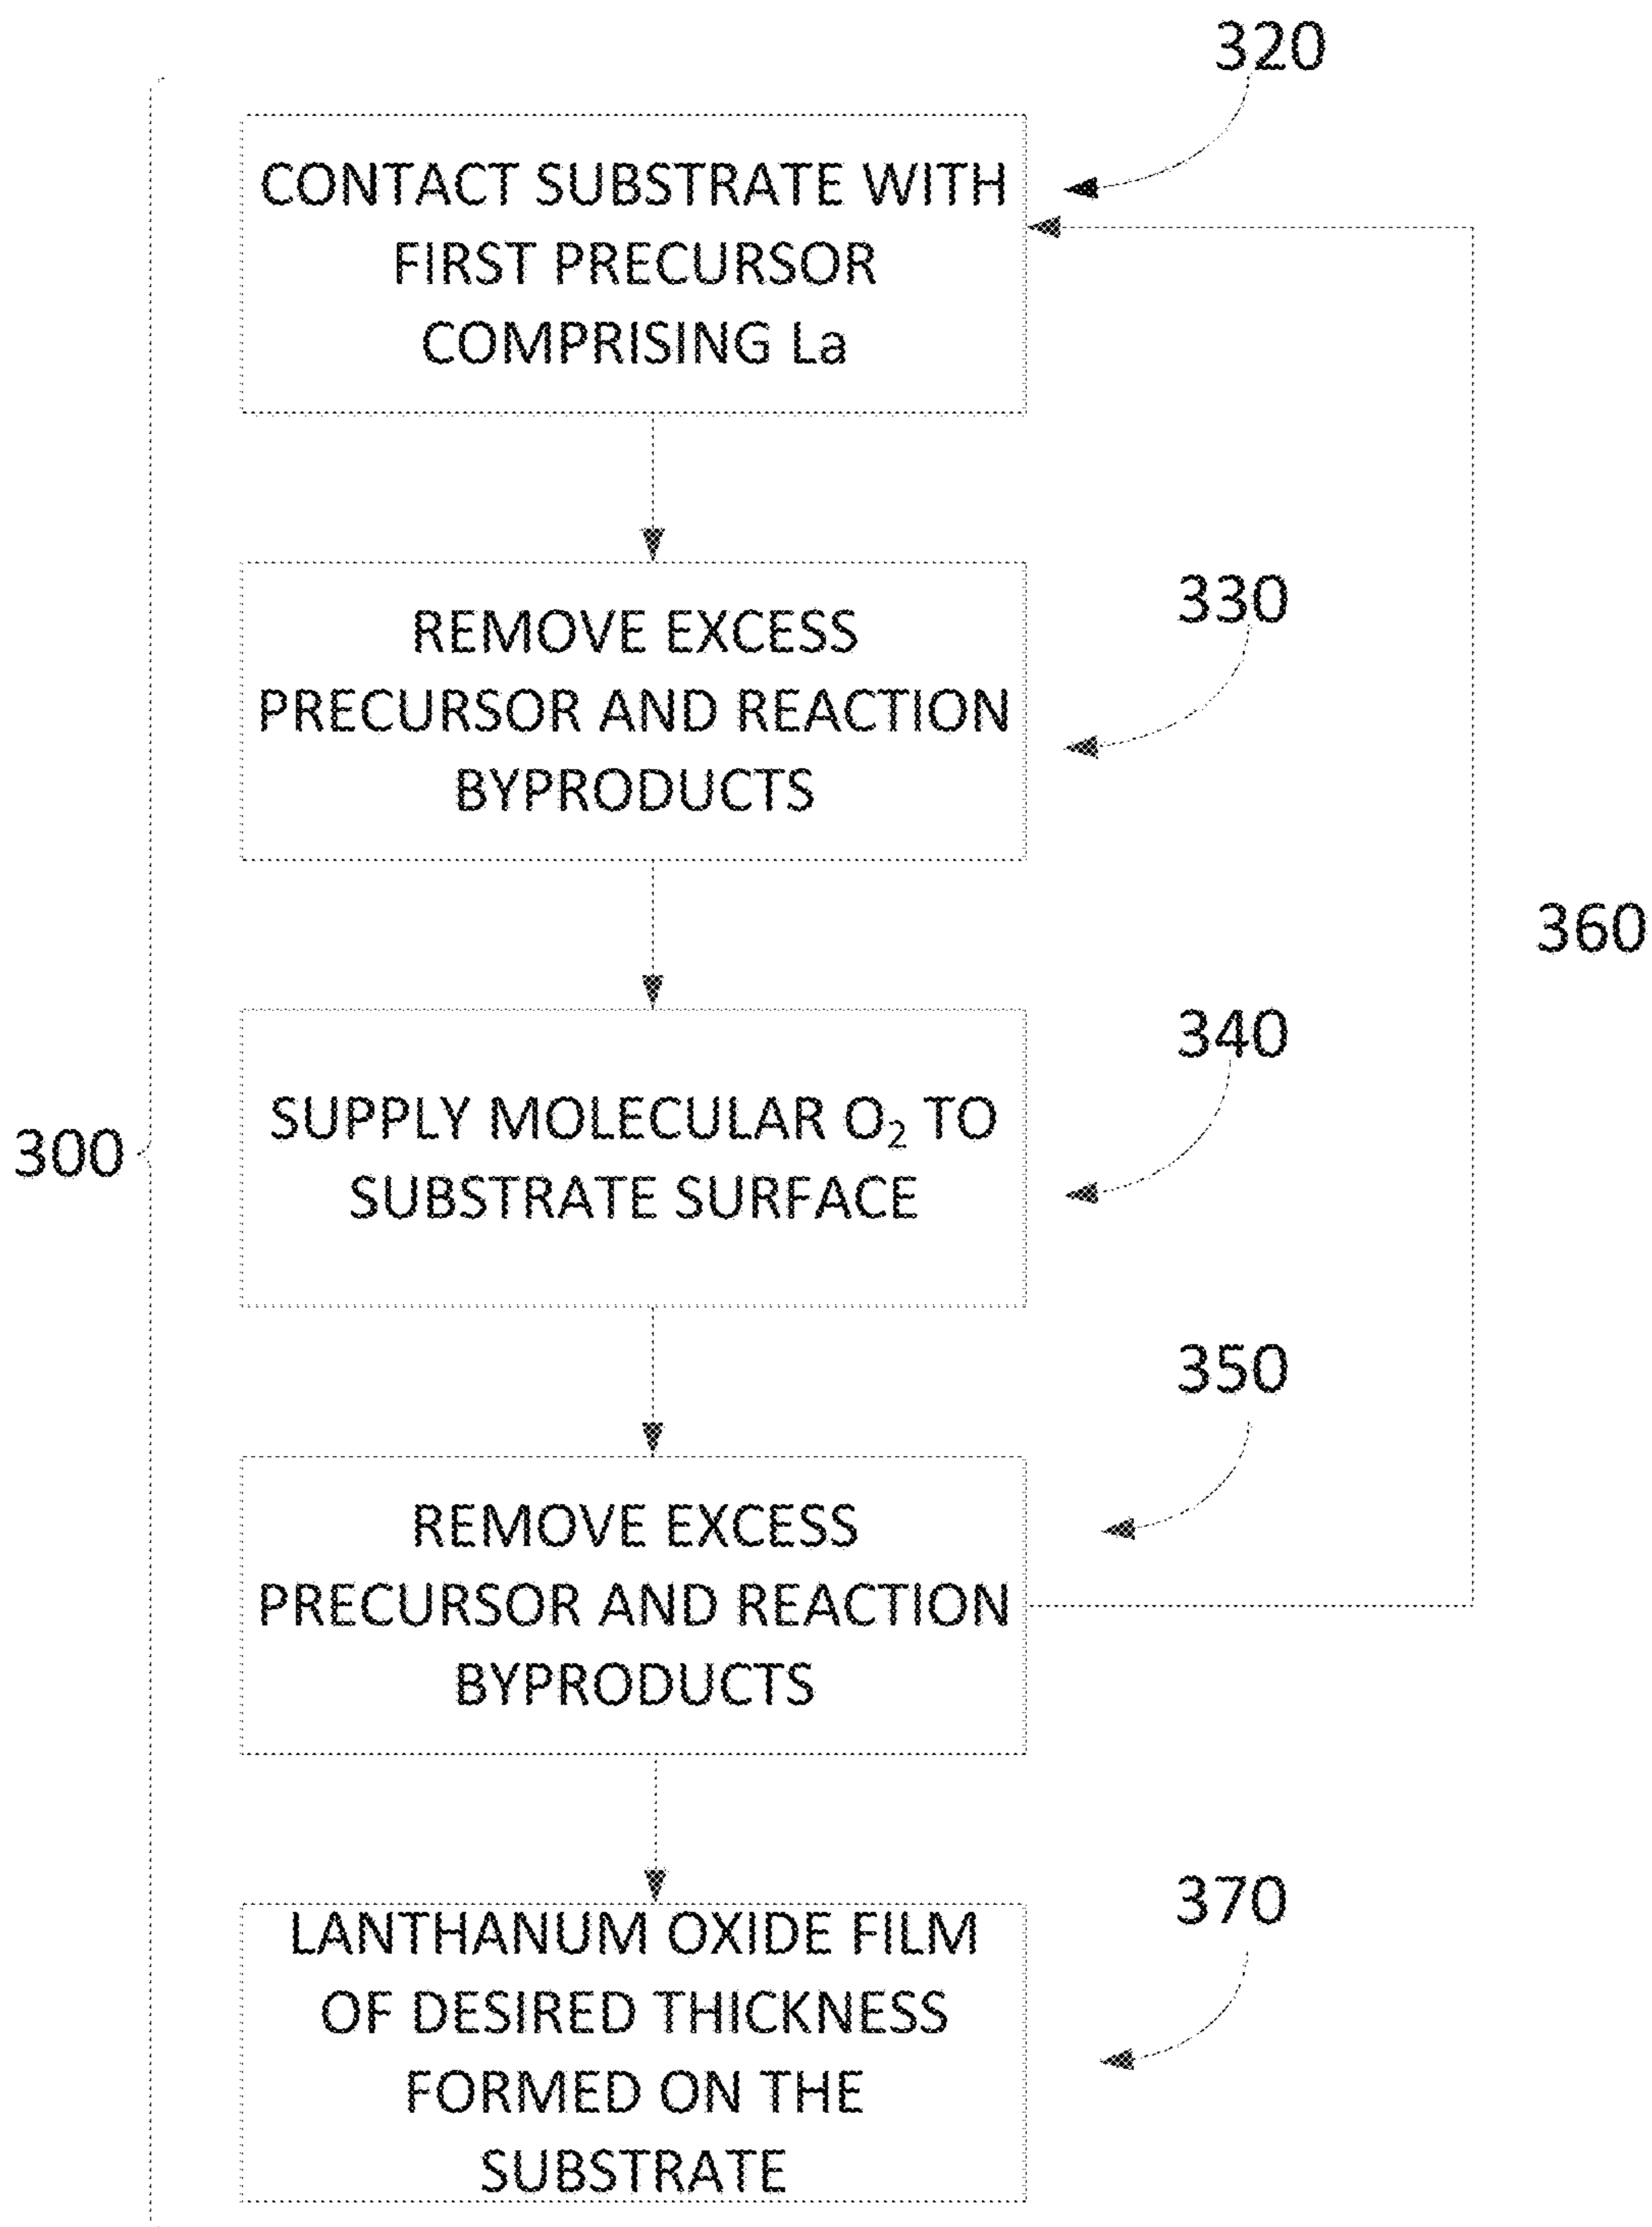 320
CONTACT SUBSTRATE WITH
FIRST PRECURSOR
COMPRISING La
330
REMOVE EXCESS
PRECURSOR AND REACTION
BYPRODUCTS
360
340
SUPPLY MOLECULAR O₂ TO
SUBSTRATE SURFACE
300
350
REMOVE EXCESS
PRECURSOR AND REACTION
BYPRODUCTS
370
LANTHANUM OXIDE FILM
OF DESIRED THICKNESS
FORMED ON THE
SUBSTRATE